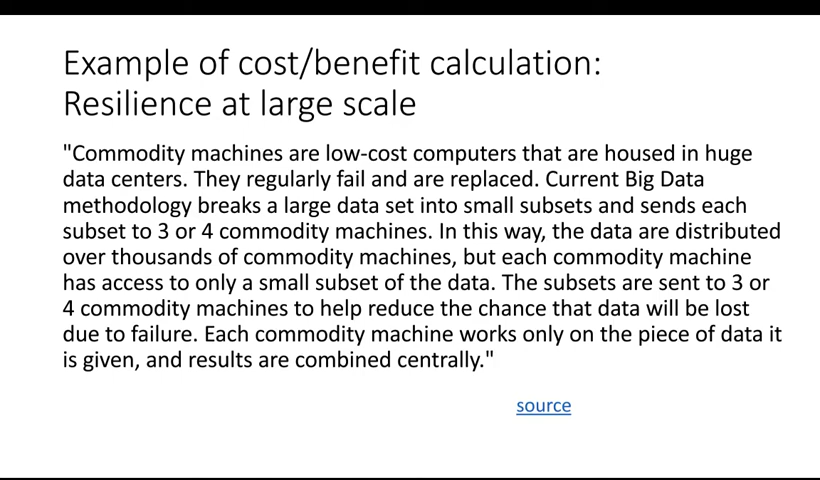 Example of cost/benefit calculation:
Resilience at large scale
"Commodity machines are low-cost computers that are housed in huge
data centers. They regularly fail and are replaced. Current Big Data
methodology breaks a large data set into small subsets and sends each
subset to 3 or 4 commodity machines. In this way, the data are distributed
over thousands of commodity machines, but each commodity machine
has access to only a small subset of the data. The subsets are sent to 3 or
4 commodity machines to help reduce the chance that data will be lost
due to failure. Each commodity machine works only on the piece of data it
is given, and results are combined centrally."
source